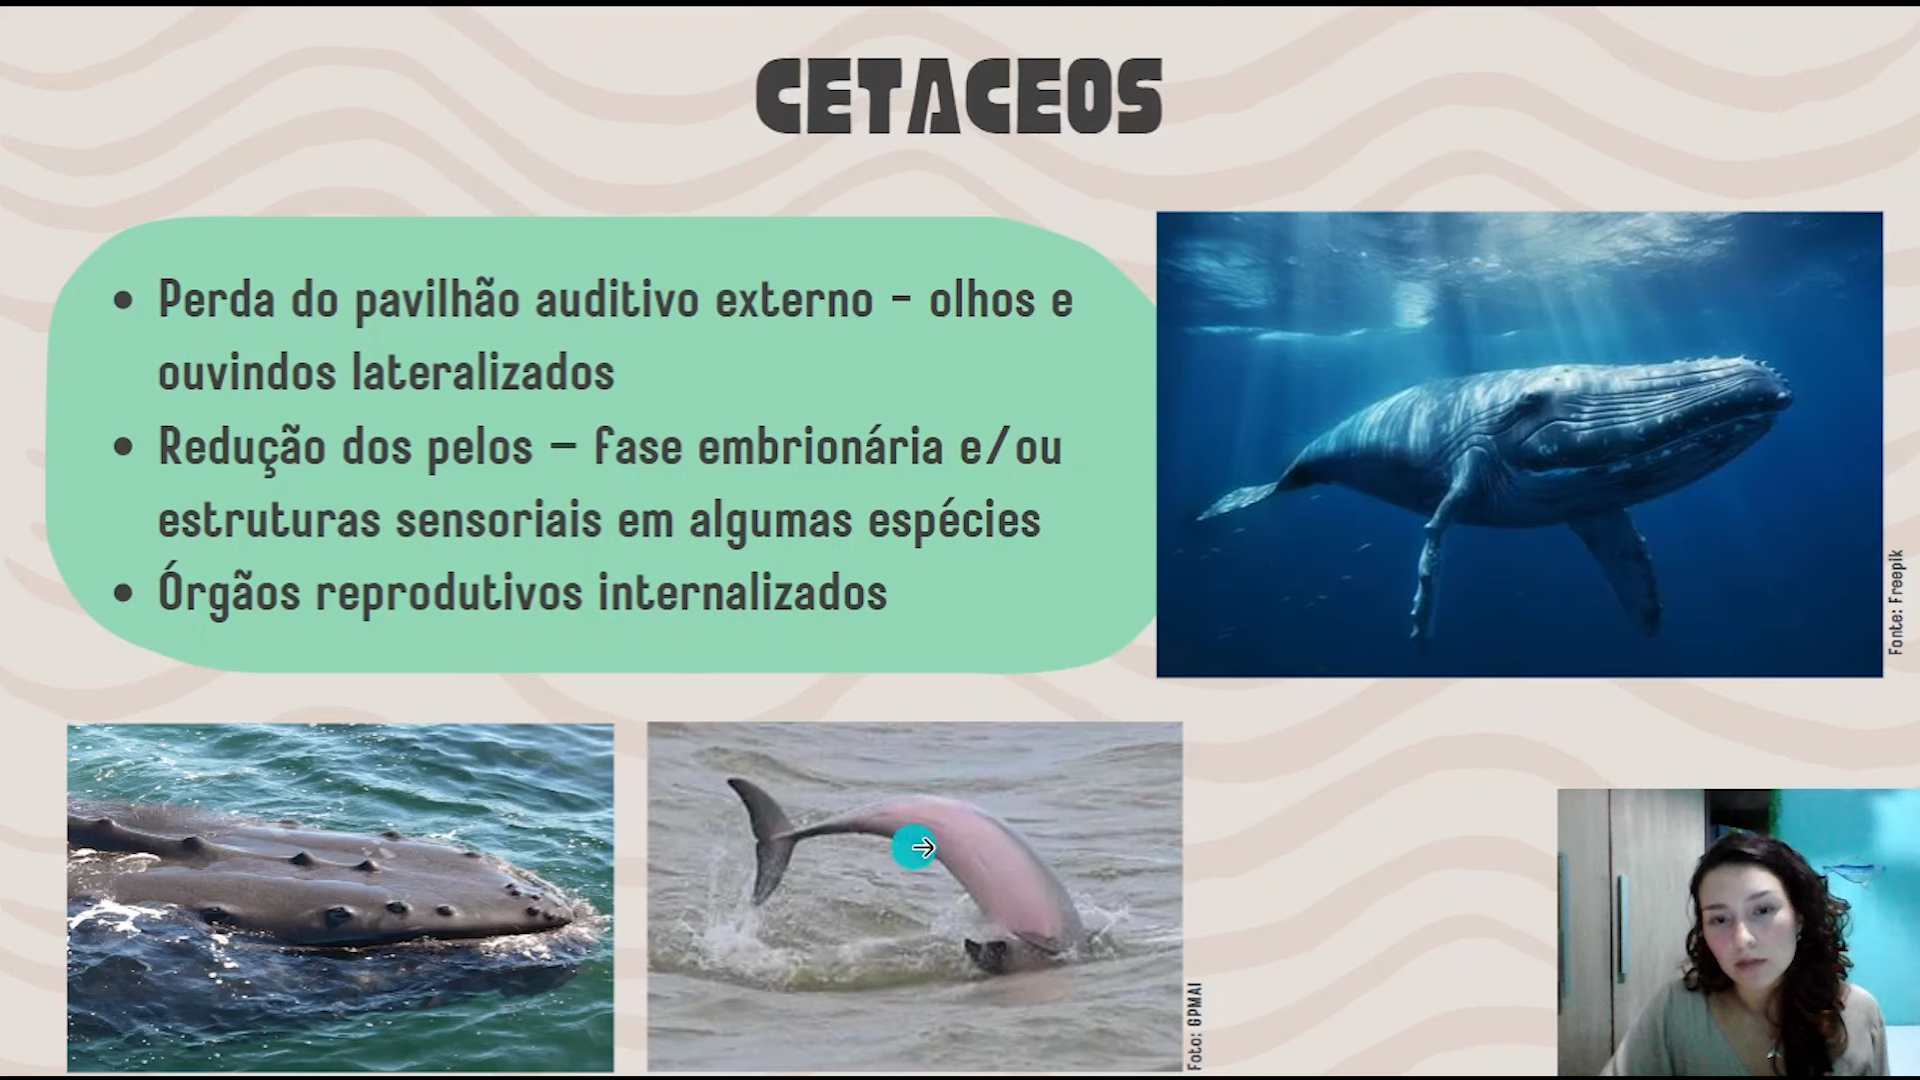 CETACEOS
• Perda do pavilhão auditivo externo - olhos e
ouvindos lateralizados
• Redução dos pelos – fase embrionária e/ou
estruturas sensoriais em algumas espécies
• Órgãos reprodutivos internalizados
Fonte: Freepik
Foto: GPMAI